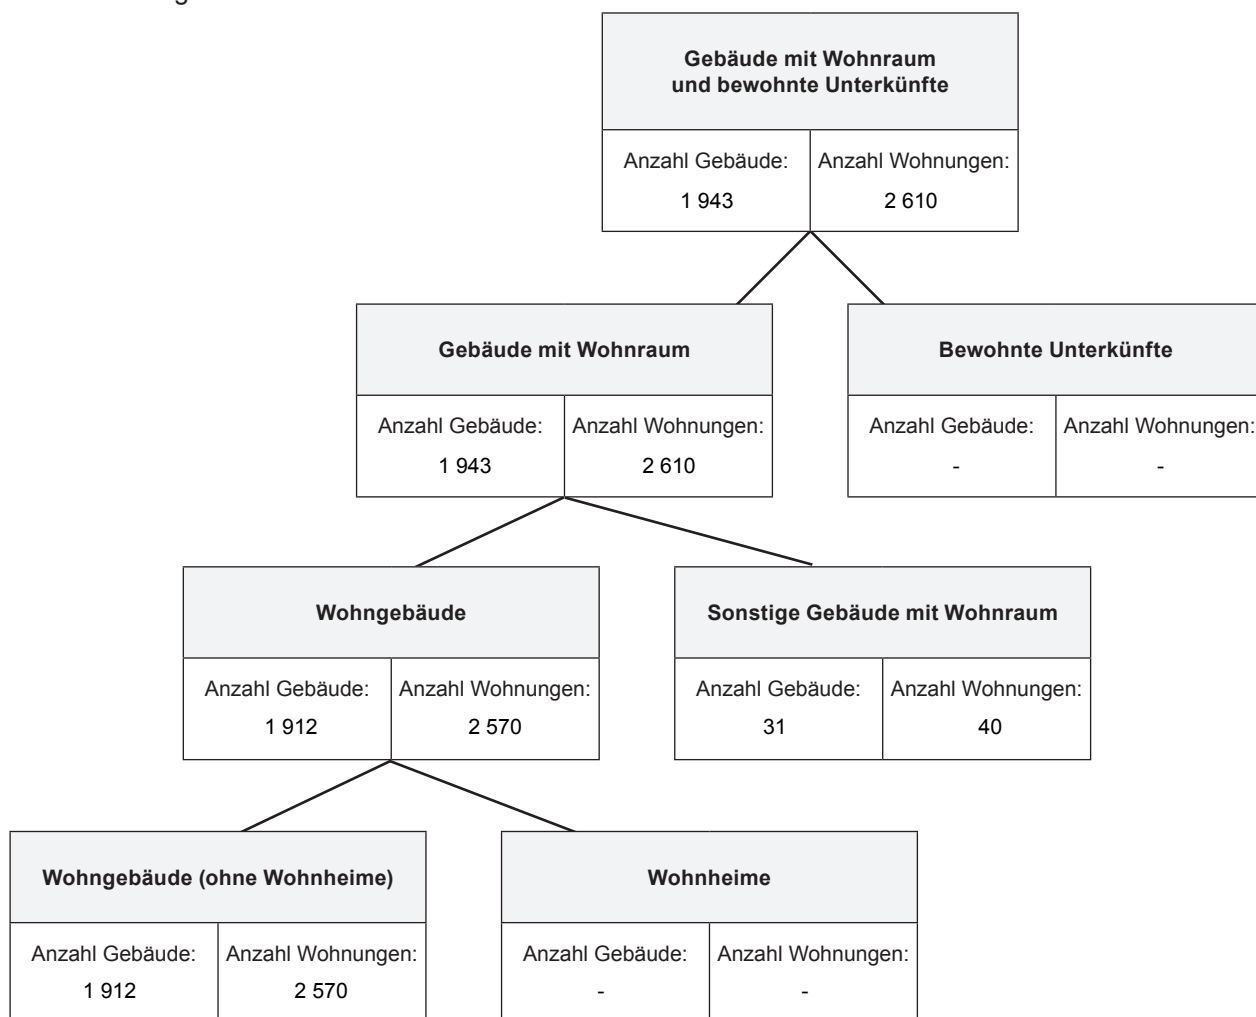 Gebäude mit Wohnraum
und bewohnte Unterkünfte
Anzahl Gebäude: Anzahl Wohnungen:
1 943 2 610
Gebäude mit Wohnraum
Anzahl Gebäude: Anzahl Wohnungen:
1 943 2 610
Bewohnte Unterkünfte
Anzahl Gebäude: Anzahl Wohnungen:
- -
Wohngebäude
Anzahl Gebäude: Anzahl Wohnungen:
1 912 2 570
Sonstige Gebäude mit Wohnraum
Anzahl Gebäude: Anzahl Wohnungen:
31 40
Wohngebäude (ohne Wohnheime)
Anzahl Gebäude: Anzahl Wohnungen:
1 912 2 570
Wohnheime
Anzahl Gebäude: Anzahl Wohnungen:
- -